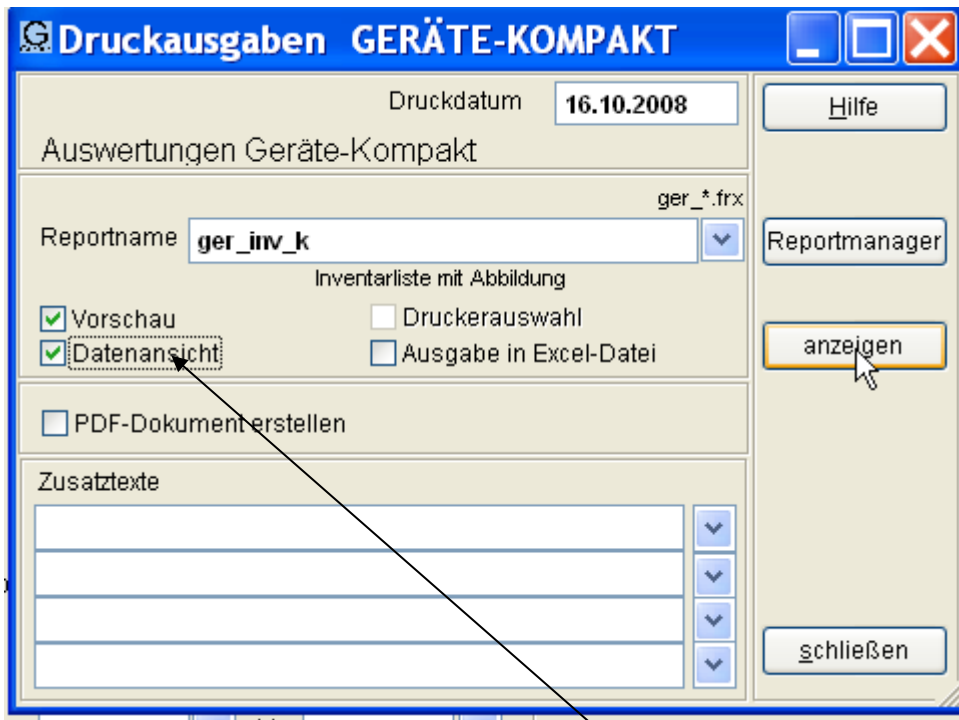 Druckausgaben GERÄTE-KOMPAKT
Druckdatum 16.10.2008
Hilfe
Auswertungen Geräte-Kompakt
ger_*.frx
Reportname ger_inv_k
Reportmanager
Inventarliste mit Abbildung
Vorschau
Druckerauswahl
Datenansicht
Ausgabe in Excel-Datei
anzeigen
PDF-Dokument erstellen
Zusatztexte
schließen